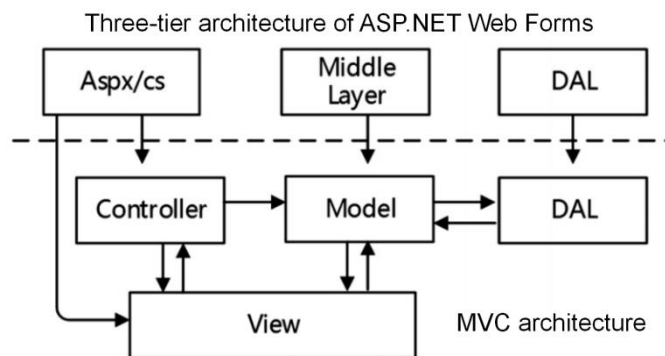 Three-tier architecture of ASP.NET Web Forms
Aspx/cs
Middle
Layer
DAL
Controller
Model
DAL
View
MVC architecture